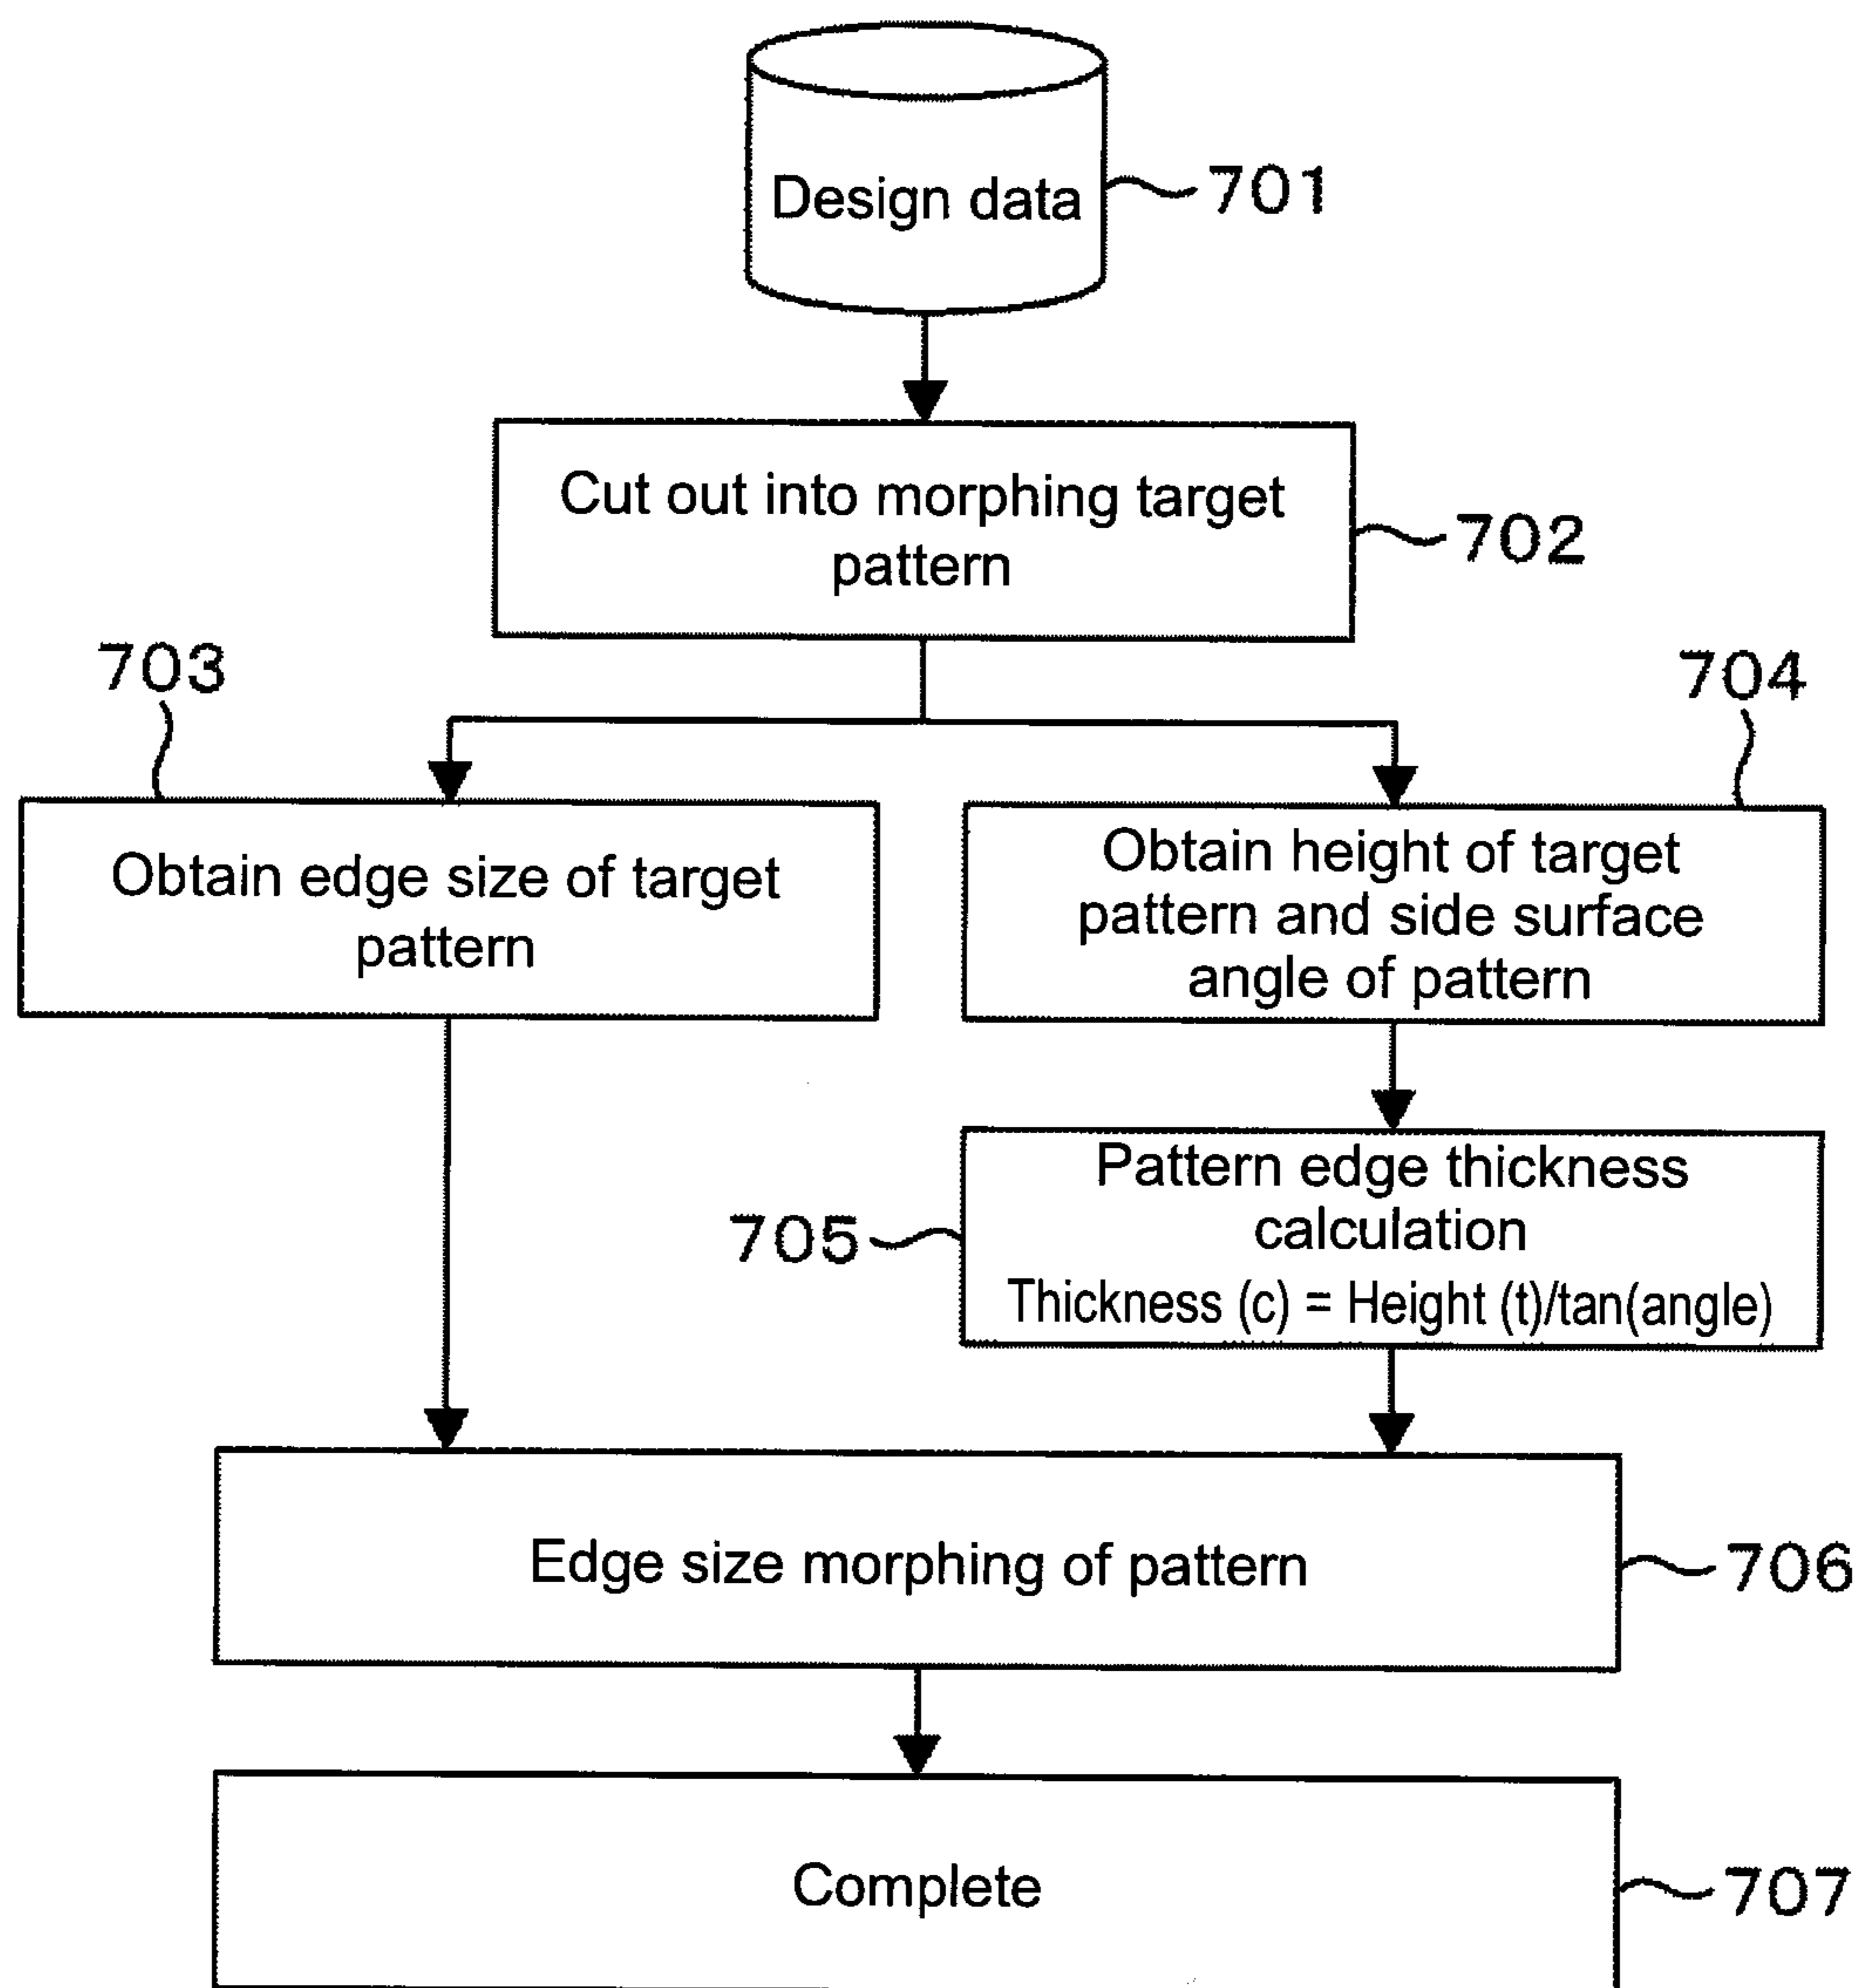 Design data
701
Cut out into morphing target
pattern
702
703
704
Obtain edge size of target
pattern
Obtain height of target
pattern and side surface
angle of pattern
705
Pattern edge thickness
calculation
Thickness (c) = Height (t)/tan(angle)
Edge size morphing of pattern
706
Complete
707